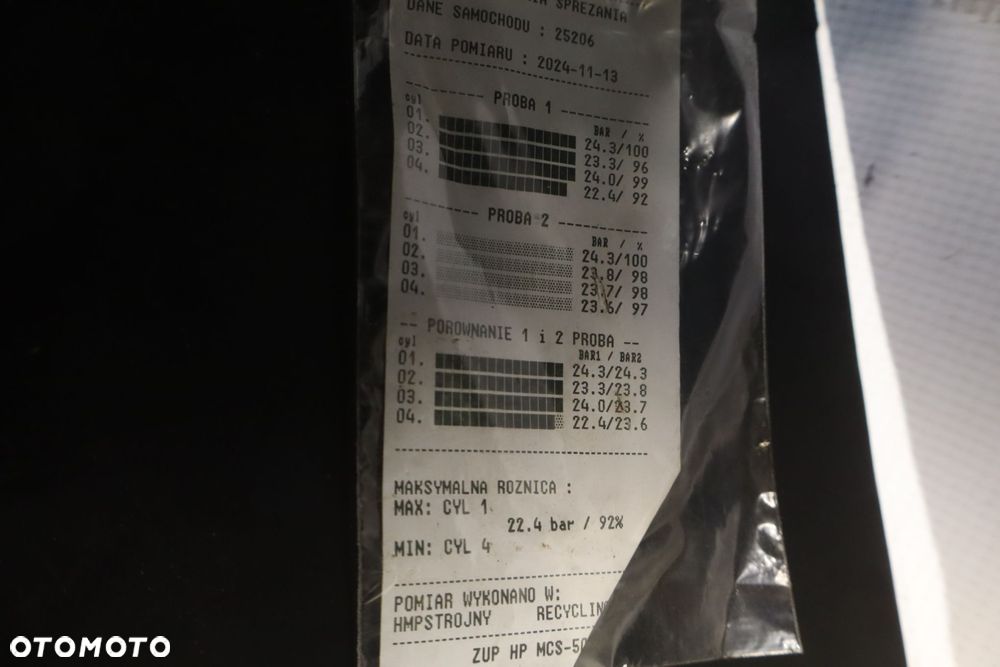 SPREZANIA
DANE SAMOCHODU : 25206
DATA POMIARU : 2024-11-13
-------- PROBA 1 ----------
cyl BAR / %
01. 24.3/100
02. 23.3/ 96
03. 24.0/ 99
04. 22.4/ 92
-------- PROBA 2 ----------
cyl BAR / %
01. 24.3/100
02. 23.8/ 98
03. 23.7/ 98
04. 23.6/ 97
-- POROWNANIE 1 i 2 PROBA --
cyl BAR1 / BAR2
01. 24.3/24.3
02. 23.3/23.8
03. 24.0/23.7
04. 22.4/23.6
MAKSYMALNA ROZNICA :
MAX: CYL 1
22.4 bar / 92%
MIN: CYL 4
POMIAR WYKONANO W:
HMPSTROJNY RECYCLIN
ZUP HP MCS-50
OTOMOTO